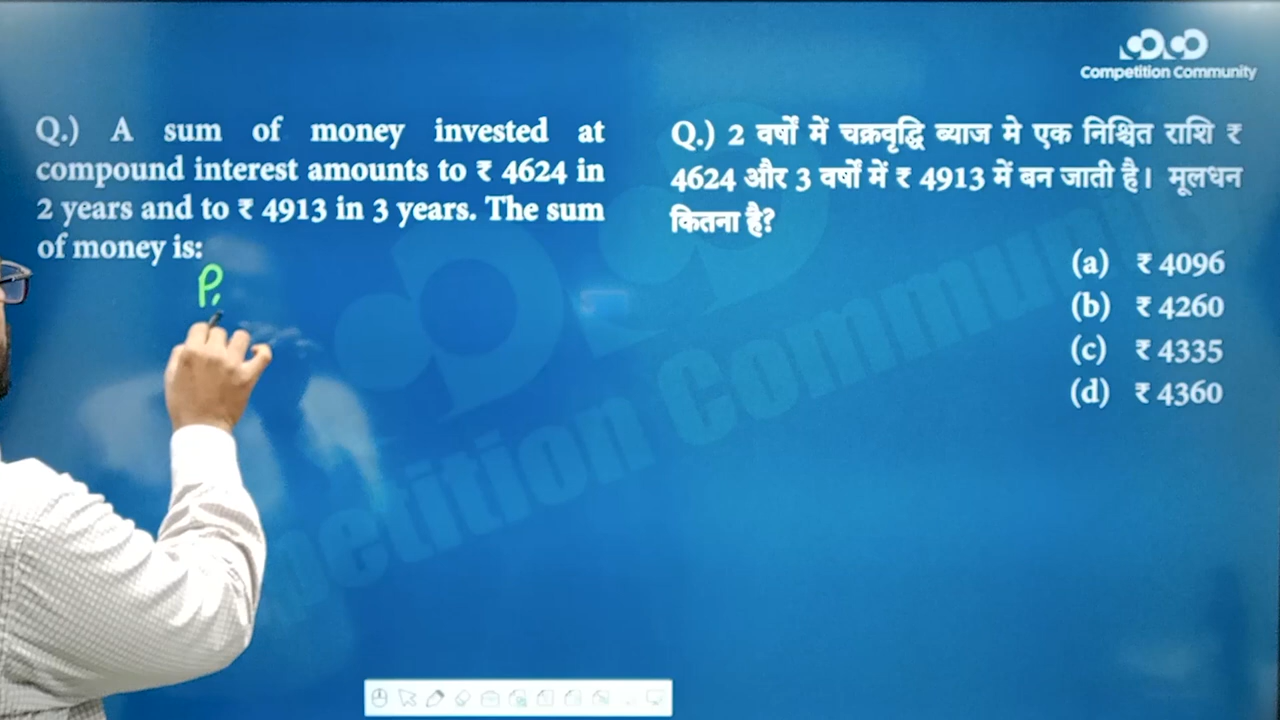 Competition Community
Q.) A sum of money invested at
compound interest amounts to ₹ 4624 in
2 years and to ₹ 4913 in 3 years. The sum
of money is:
P.
Q.) 2 वर्षों में चक्रवृद्धि ब्याज मे एक निश्चित राशि ₹
4624 और 3 वर्षों में ₹ 4913 में बन जाती है। मूलधन
कितना है?
(a) ₹ 4096
(b) ₹ 4260
(c) ₹ 4335
(d) ₹ 4360
Competition Community